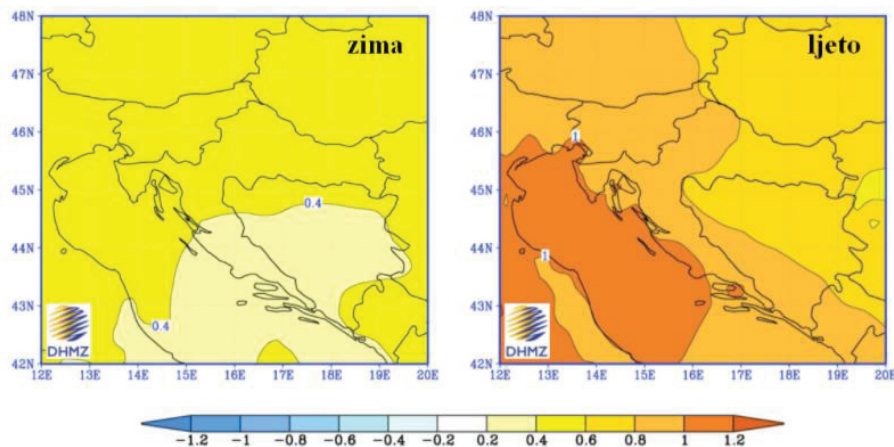 zima
48N
47N
46N
45N
44N
43N
42N
0.4
0.4
DHMZ
12E 13E 14E 15E 16E 17E 18E 19E 20E
ljeto
48N
47N
46N
45N
44N
43N
42N
1
1
DHMZ
12E 13E 14E 15E 16E 17E 18E 19E 20E
-1.2 -1 -0.8 -0.6 -0.4 -0.2 0.2 0.4 0.6 0.8 1 1.2